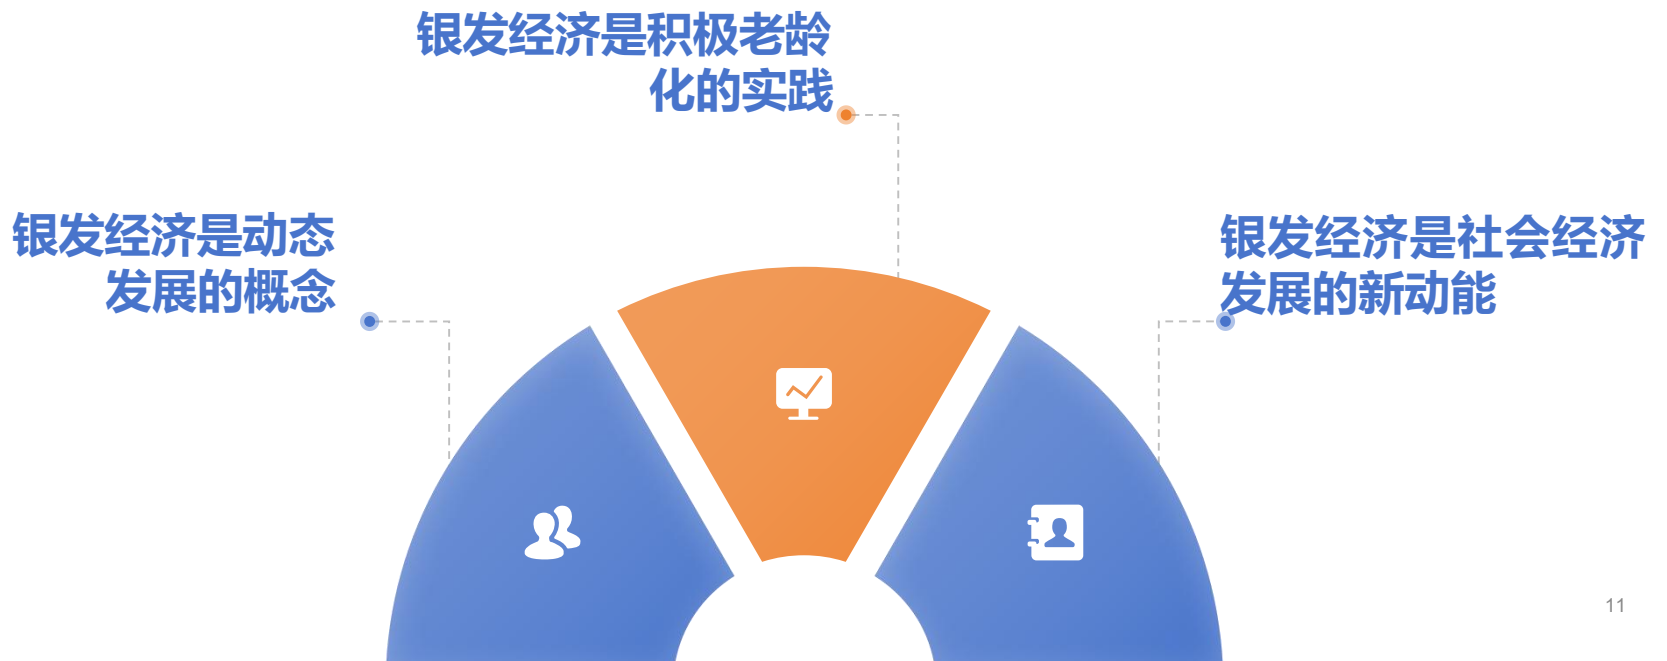 银发经济是积极老龄
化的实践
银发经济是动态
发展的概念
银发经济是社会经济
发展的新动能
11